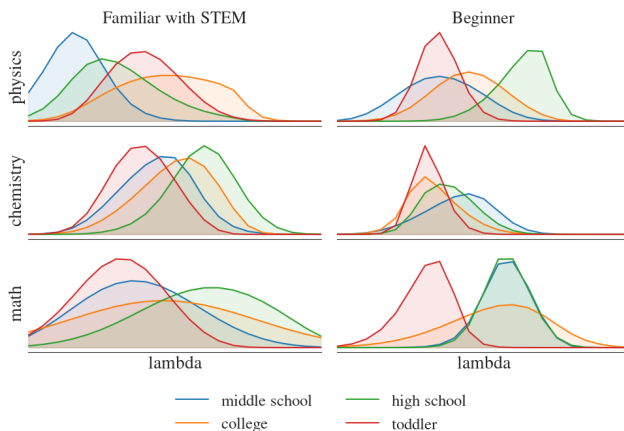 Familiar with STEM
Beginner
physics
chemistry
math
lambda
lambda
middle school
high school
college
toddler